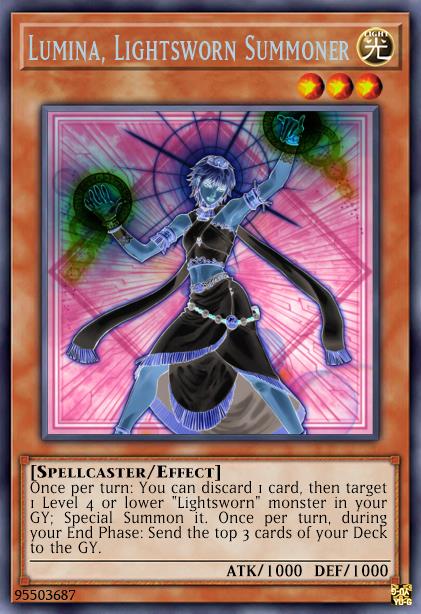 Lumina, Lightsworn Summoner
LIGHT
光
[Spellcaster/Effect]
Once per turn: You can discard 1 card, then target
1 Level 4 or lower "Lightsworn" monster in your
GY; Special Summon it. Once per turn, during
your End Phase: Send the top 3 cards of your Deck
to the GY.
ATK/1000 DEF/1000
95503687